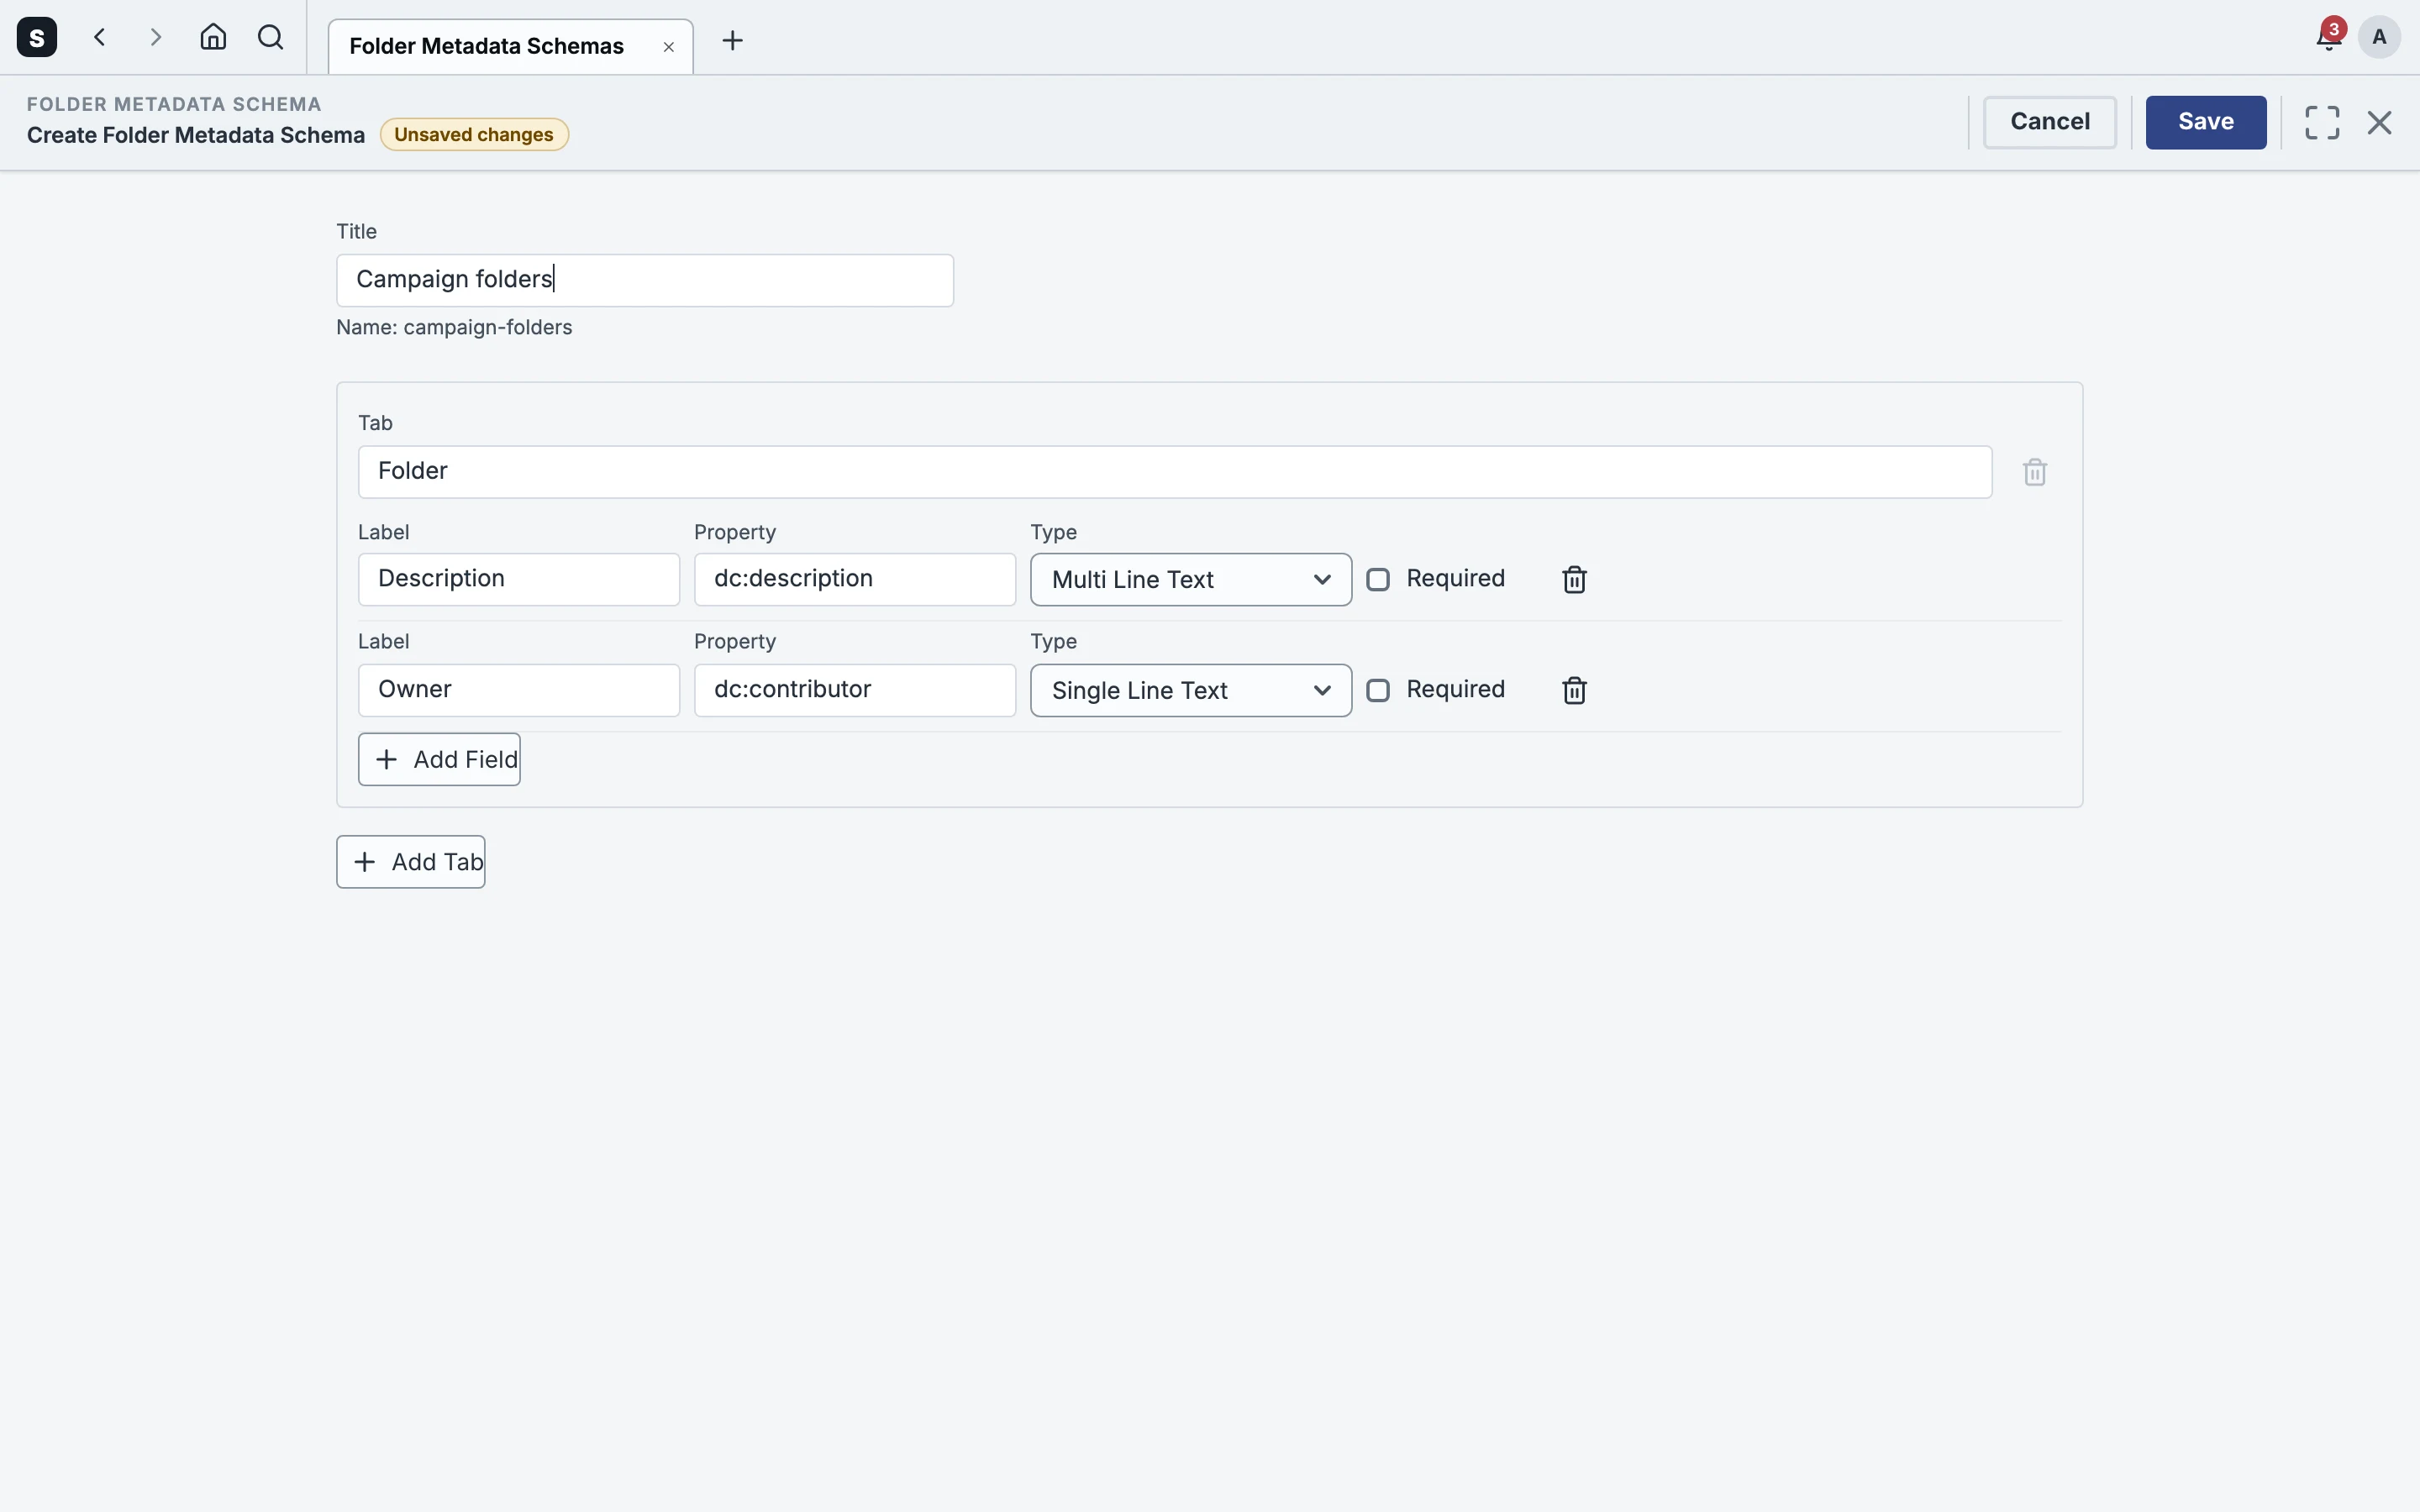 S
Folder Metadata Schemas
3
A
FOLDER METADATA SCHEMA
Create Folder Metadata Schema
Unsaved changes
Cancel
Save
Title
Campaign folders
Name: campaign-folders
Tab
Folder
Label Property Type
Description dc:description Multi Line Text Required
Label Property Type
Owner dc:contributor Single Line Text Required
Add Field
Add Tab